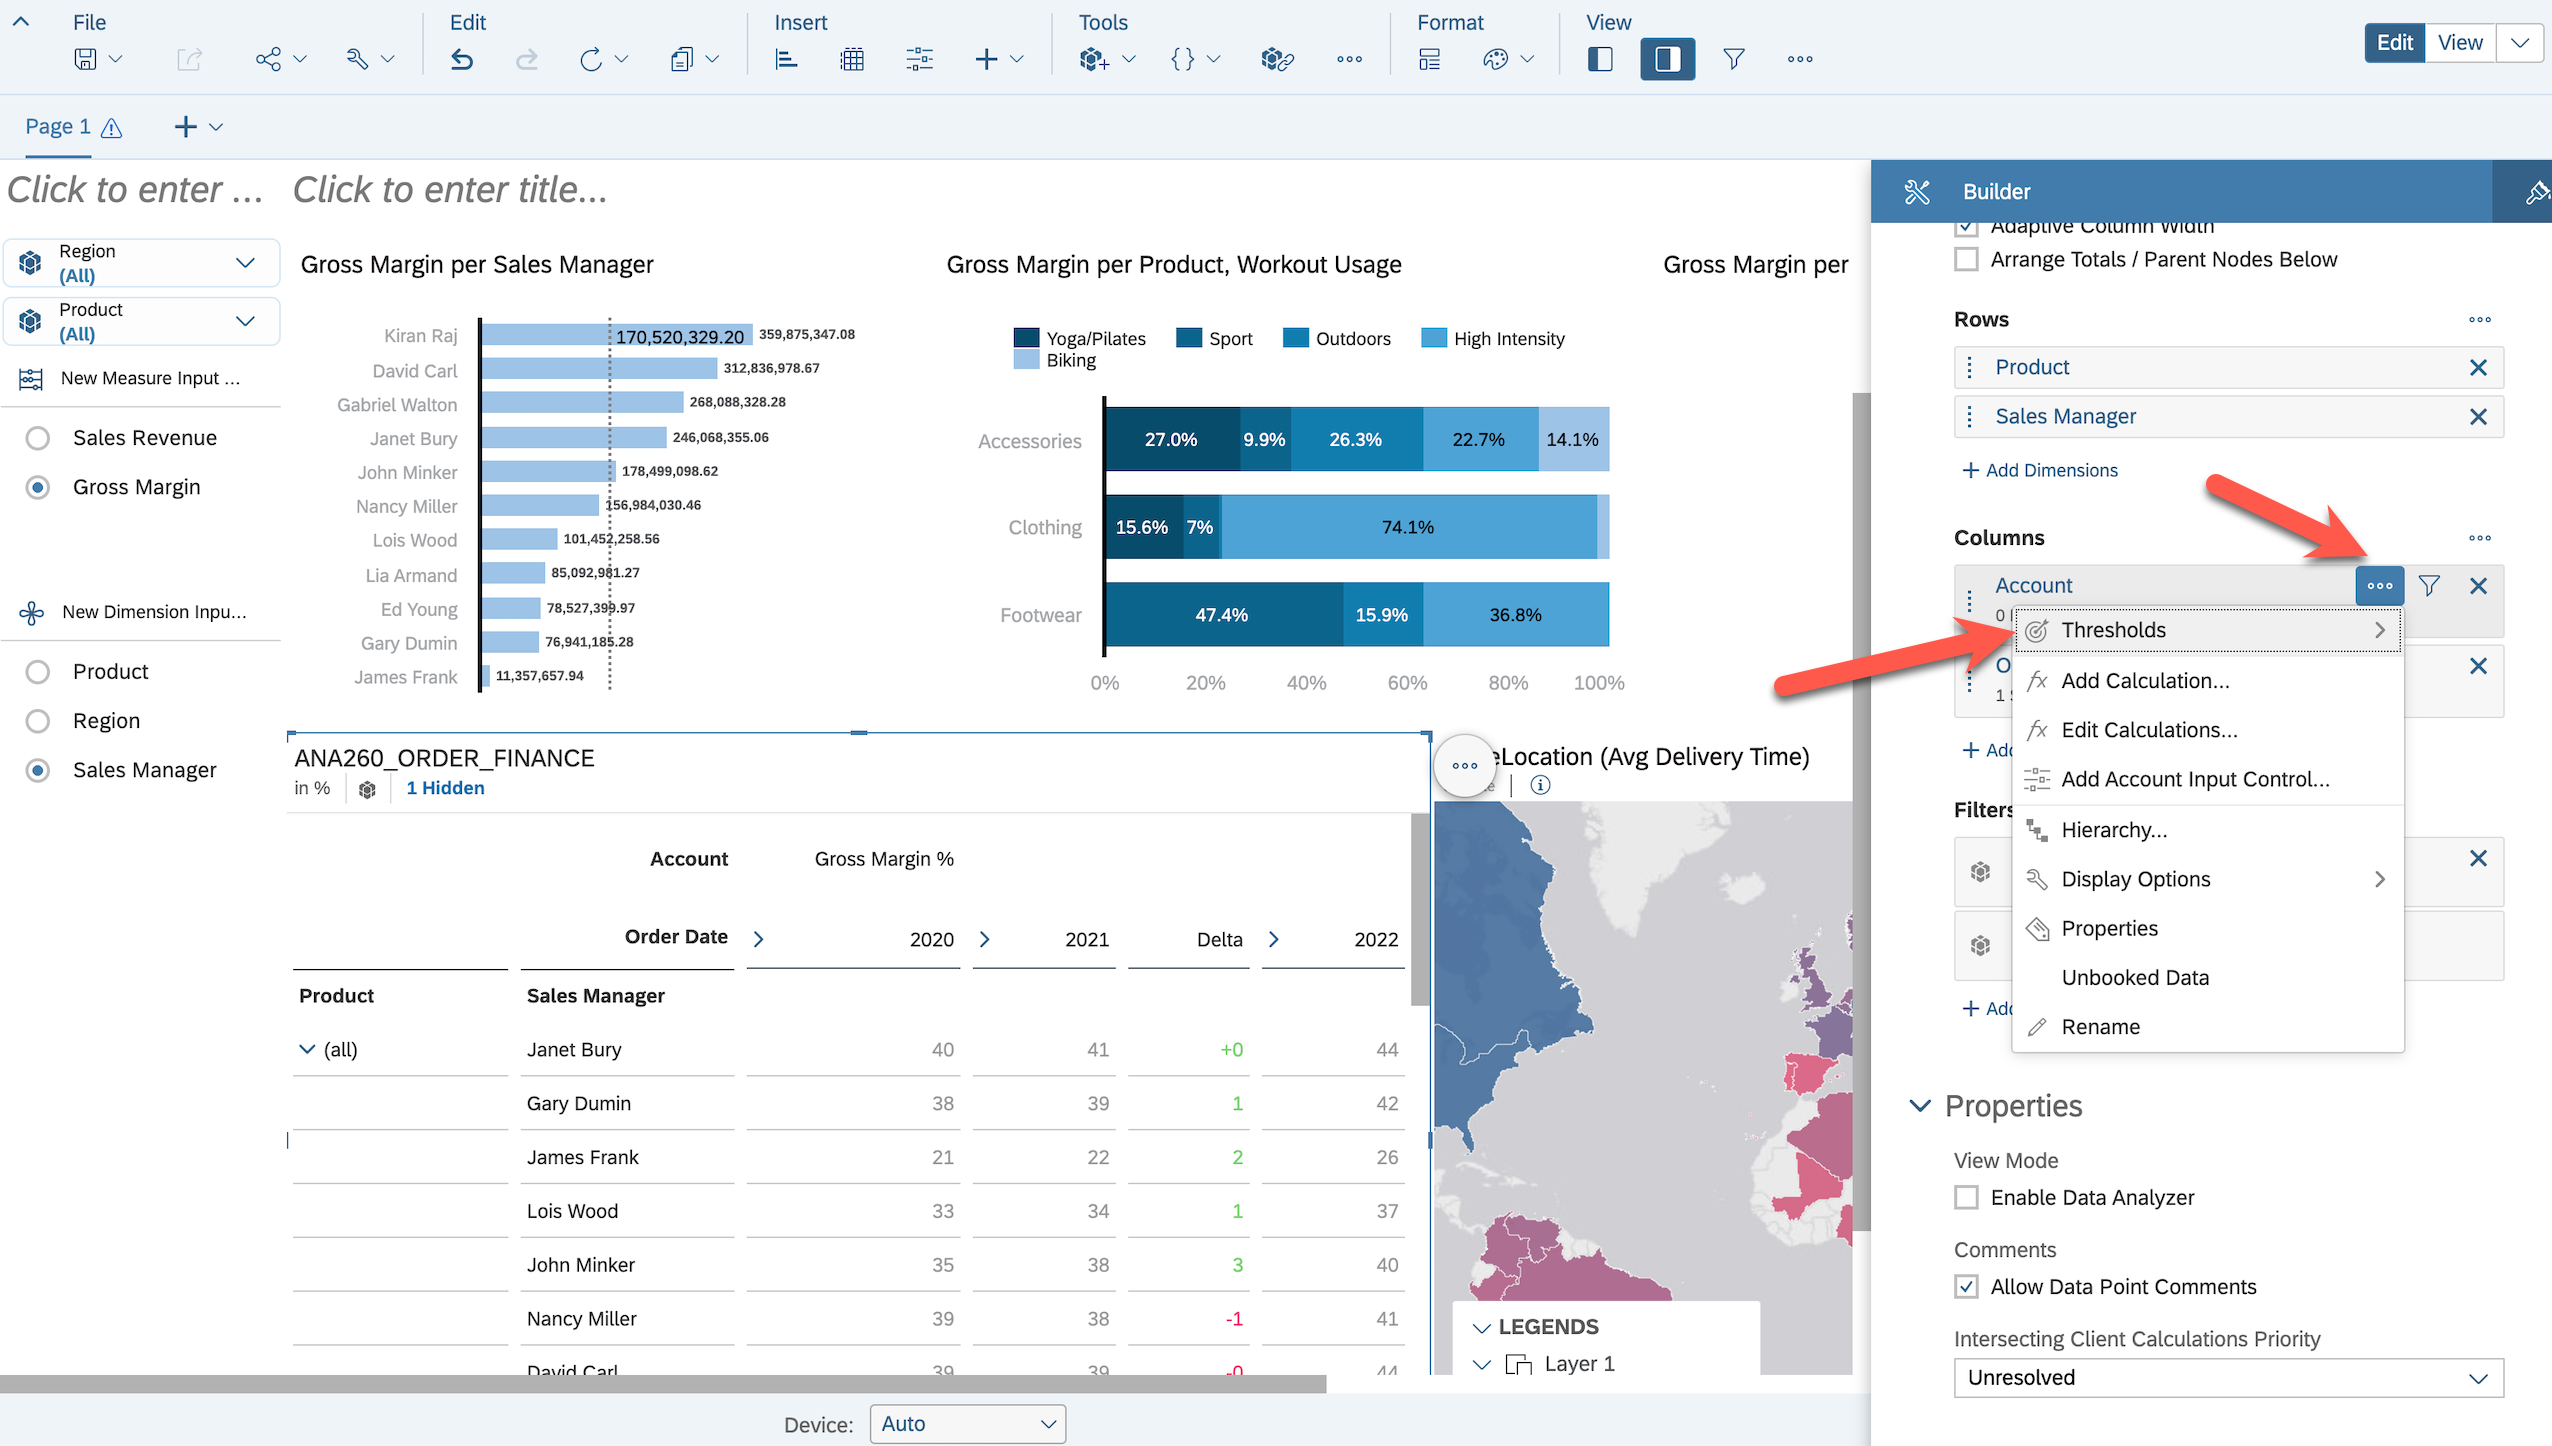 File
Edit
Insert
Tools
Format
View
Edit
View
Page 1
Click to enter ...
Click to enter title...
Region
(All)
Product
(All)
New Measure Input ...
Sales Revenue
Gross Margin
New Dimension Inpu...
Product
Region
Sales Manager
Gross Margin per Sales Manager
Kiran Raj 170,520,329.20 359,875,347.08
David Carl 312,836,978.67
Gabriel Walton 268,088,328.28
Janet Bury 246,068,355.06
John Minker 178,499,098.62
Nancy Miller 156,984,030.46
Lois Wood 101,452,258.56
Lia Armand 85,092,981.27
Ed Young 78,527,399.97
Gary Dumin 76,941,185.28
James Frank 11,357,657.94
Gross Margin per Product, Workout Usage
Yoga/Pilates Sport Outdoors High Intensity
Biking
Accessories 27.0% 9.9% 26.3% 22.7% 14.1%
Clothing 15.6% 7% 74.1%
Footwear 47.4% 15.9% 36.8%
0% 20% 40% 60% 80% 100%
Gross Margin per
ANA260_ORDER_FINANCE
in % 1 Hidden
Account Gross Margin %
Order Date 2020 2021 Delta 2022
Product Sales Manager
(all) Janet Bury 40 41 +0 44
Gary Dumin 38 39 1 42
James Frank 21 22 2 26
Lois Wood 33 34 1 37
John Minker 35 38 3 40
Nancy Miller 39 38 -1 41
David Carl 39 39 -0 44
eLocation (Avg Delivery Time)
LEGENDS
Layer 1
Device: Auto
Builder
Adaptive Column Width
Arrange Totals / Parent Nodes Below
Rows
Product
Sales Manager
+ Add Dimensions
Columns
Account
0
Thresholds
O
1
Add Calculation...
Edit Calculations...
+ Add
Add Account Input Control...
Filters
Hierarchy...
Display Options
Properties
Unbooked Data
+ Add
Rename
Properties
View Mode
Enable Data Analyzer
Comments
Allow Data Point Comments
Intersecting Client Calculations Priority
Unresolved